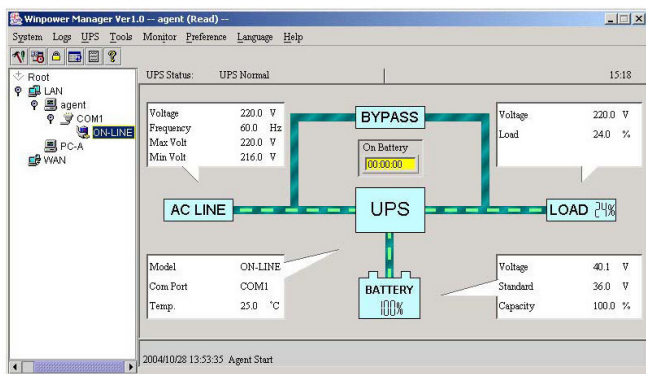 Winpower Manager Ver1.0 -- agent (Read) --
System Logs UPS Tools Monitor Preference Language Help
Root
LAN
agent
COM1
ON-LINE
PC-A
WAN
UPS Status: UPS Normal 15:18
Voltage 220.0 V
Frequency 60.0 Hz
Max Volt 220.0 V
Min Volt 216.0 V
BYPASS
On Battery
00:00:00
Voltage 220.0 V
Load 24.0 %
AC LINE
UPS
LOAD 24%
Model ON-LINE
Com Port COM1
Temp. 25.0 °C
BATTERY
100%
Voltage 40.1 V
Standard 36.0 V
Capacity 100.0 %
2004/10/28 13:53:35 Agent Start